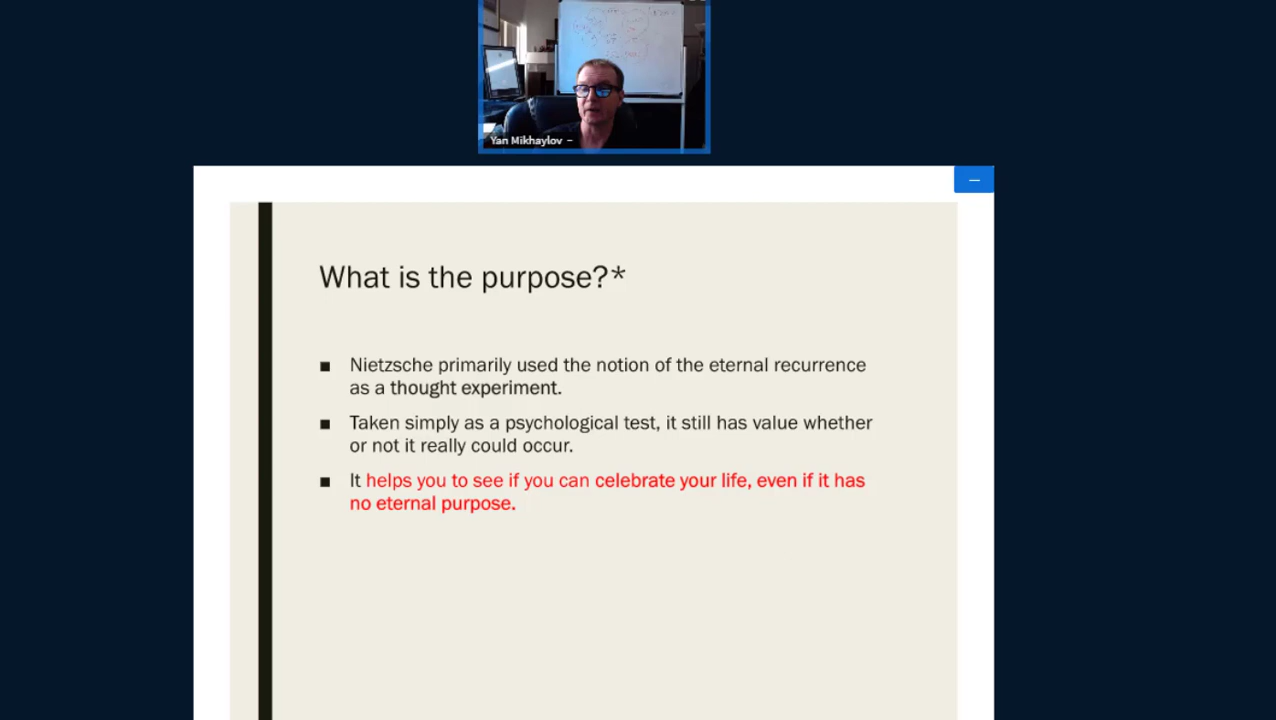 Yan Mikhaylov –
What is the purpose?*
■ Nietzsche primarily used the notion of the eternal recurrence
as a thought experiment.
■ Taken simply as a psychological test, it still has value whether
or not it really could occur.
■ It helps you to see if you can celebrate your life, even if it has
no eternal purpose.